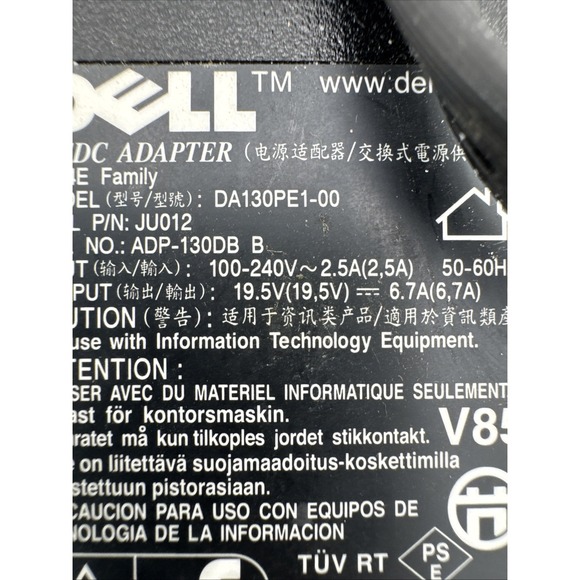 DELL™ www.de
DC ADAPTER (电源适配器/交換式電源供
E Family
DEL (型号/型號): DA130PE1-00
L P/N: JU012
L NO.: ADP-130DB B
UT (输入/輸入): 100-240V～2.5A(2,5A) 50-60H
PUT (输出/輸出): 19.5V(19,5V) ⎓ 6.7A(6,7A)
UTION (警告): 适用于资讯类产品/適用於資訊類產
use with Information Technology Equipment.
TENTION :
SER AVEC DU MATERIEL INFORMATIQUE SEULEMENT
ast för kontorsmaskin.
aratet må kun tilkoples jordet stikkontakt. V85
e on liitettävä suojamaadoitus-koskettimilla
stettuun pistorasiaan.
CAUCION PARA USO CON EQUIPOS DE
NOLOGIA DE LA INFORMACION
TÜV RT PS
E